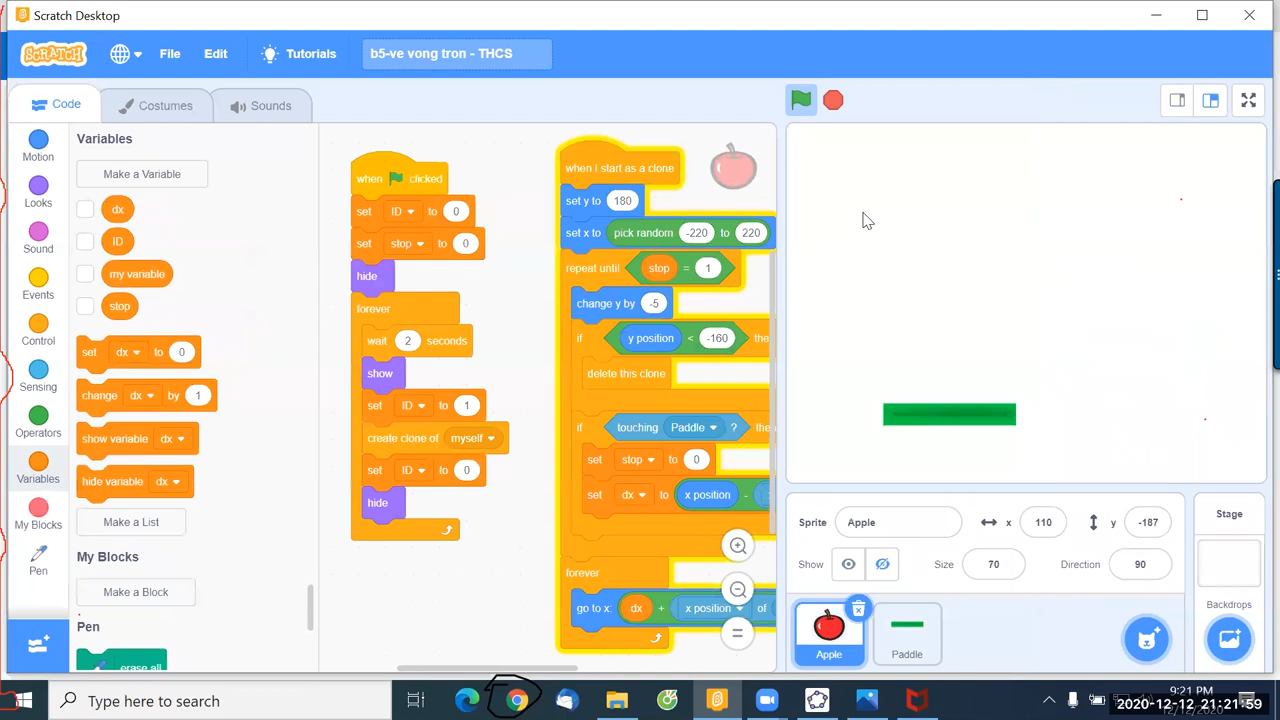 Scratch Desktop
SCRATCH
File
Edit
Tutorials
b5-ve vong tron - THCS
Code
Costumes
Sounds
Motion
Looks
Sound
Events
Control
Sensing
Operators
Variables
My Blocks
Pen
Variables
Make a Variable
dx
ID
my variable
stop
set dx to 0
change dx by 1
show variable dx
hide variable dx
Make a List
My Blocks
Make a Block
Pen
erase all
when clicked
set ID to 0
set stop to 0
hide
forever
wait 2 seconds
show
set ID to 1
create clone of myself
set ID to 0
hide
when I start as a clone
set y to 180
set x to pick random -220 to 220
repeat until stop = 1
change y by -5
if y position < -160 the
delete this clone
if touching Paddle ? the
set stop to 0
set dx to x position -
forever
go to x: dx + x position of
Sprite Apple x 110 y -187
Show Size 70 Direction 90
Apple
Paddle
Stage
Backdrops
Type here to search
9:21 PM
2020-12-12 21:21:59